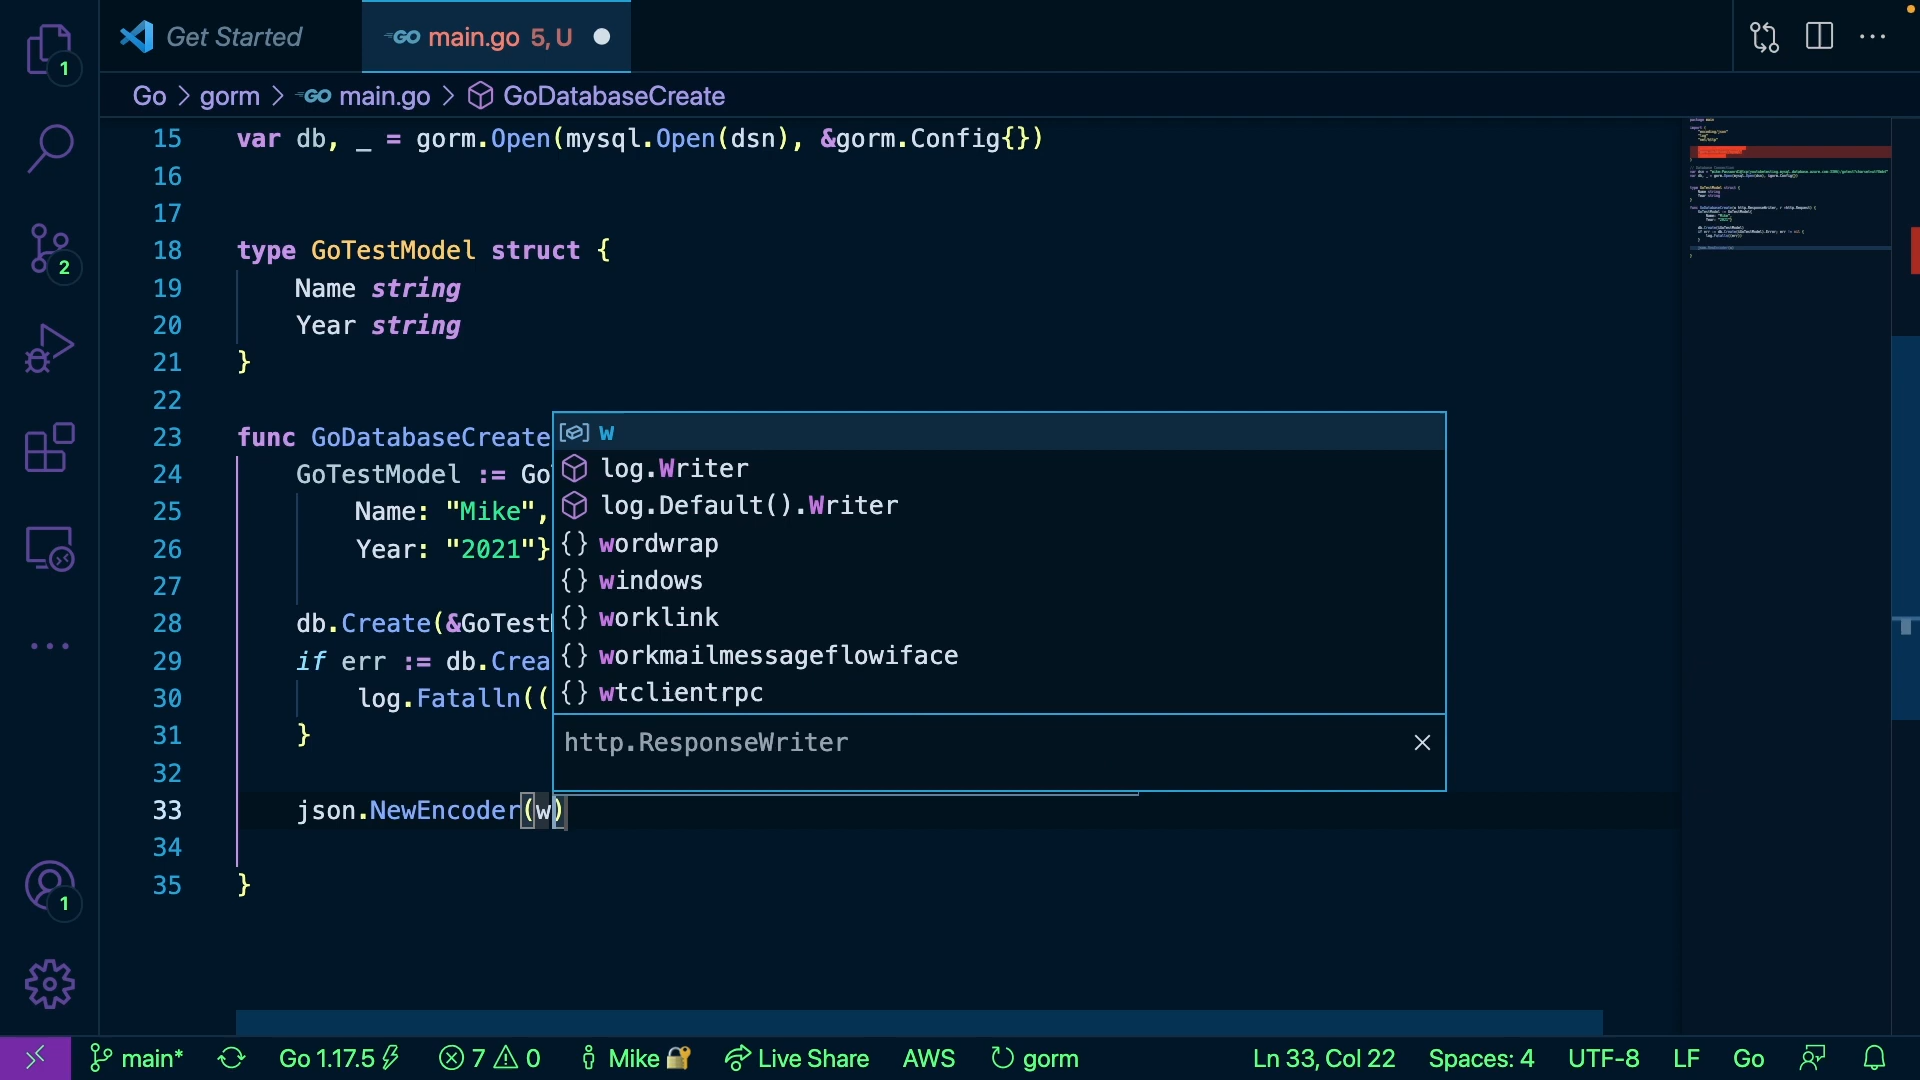 Get Started
GO main.go 5, U
Go > gorm > GO main.go > GoDatabaseCreate
15 var db, _ = gorm.Open(mysql.Open(dsn), &gorm.Config{})
16
17
18 type GoTestModel struct {
19 Name string
20 Year string
21 }
22
23 func GoDatabaseCreate
24 GoTestModel := Go
25 Name: "Mike",
26 Year: "2021"}
27
28 db.Create(&GoTest
29 if err := db.Crea
30 log.Fatalln((
31 }
32
33 json.NewEncoder(w)
34
35 }
w
log.Writer
log.Default().Writer
{} wordwrap
{} windows
{} worklink
{} workmailmessageflowiface
{} wtclientrpc
http.ResponseWriter
1
2
1
main* Go 1.17.5 7 0 Mike Live Share AWS gorm Ln 33, Col 22 Spaces: 4 UTF-8 LF Go